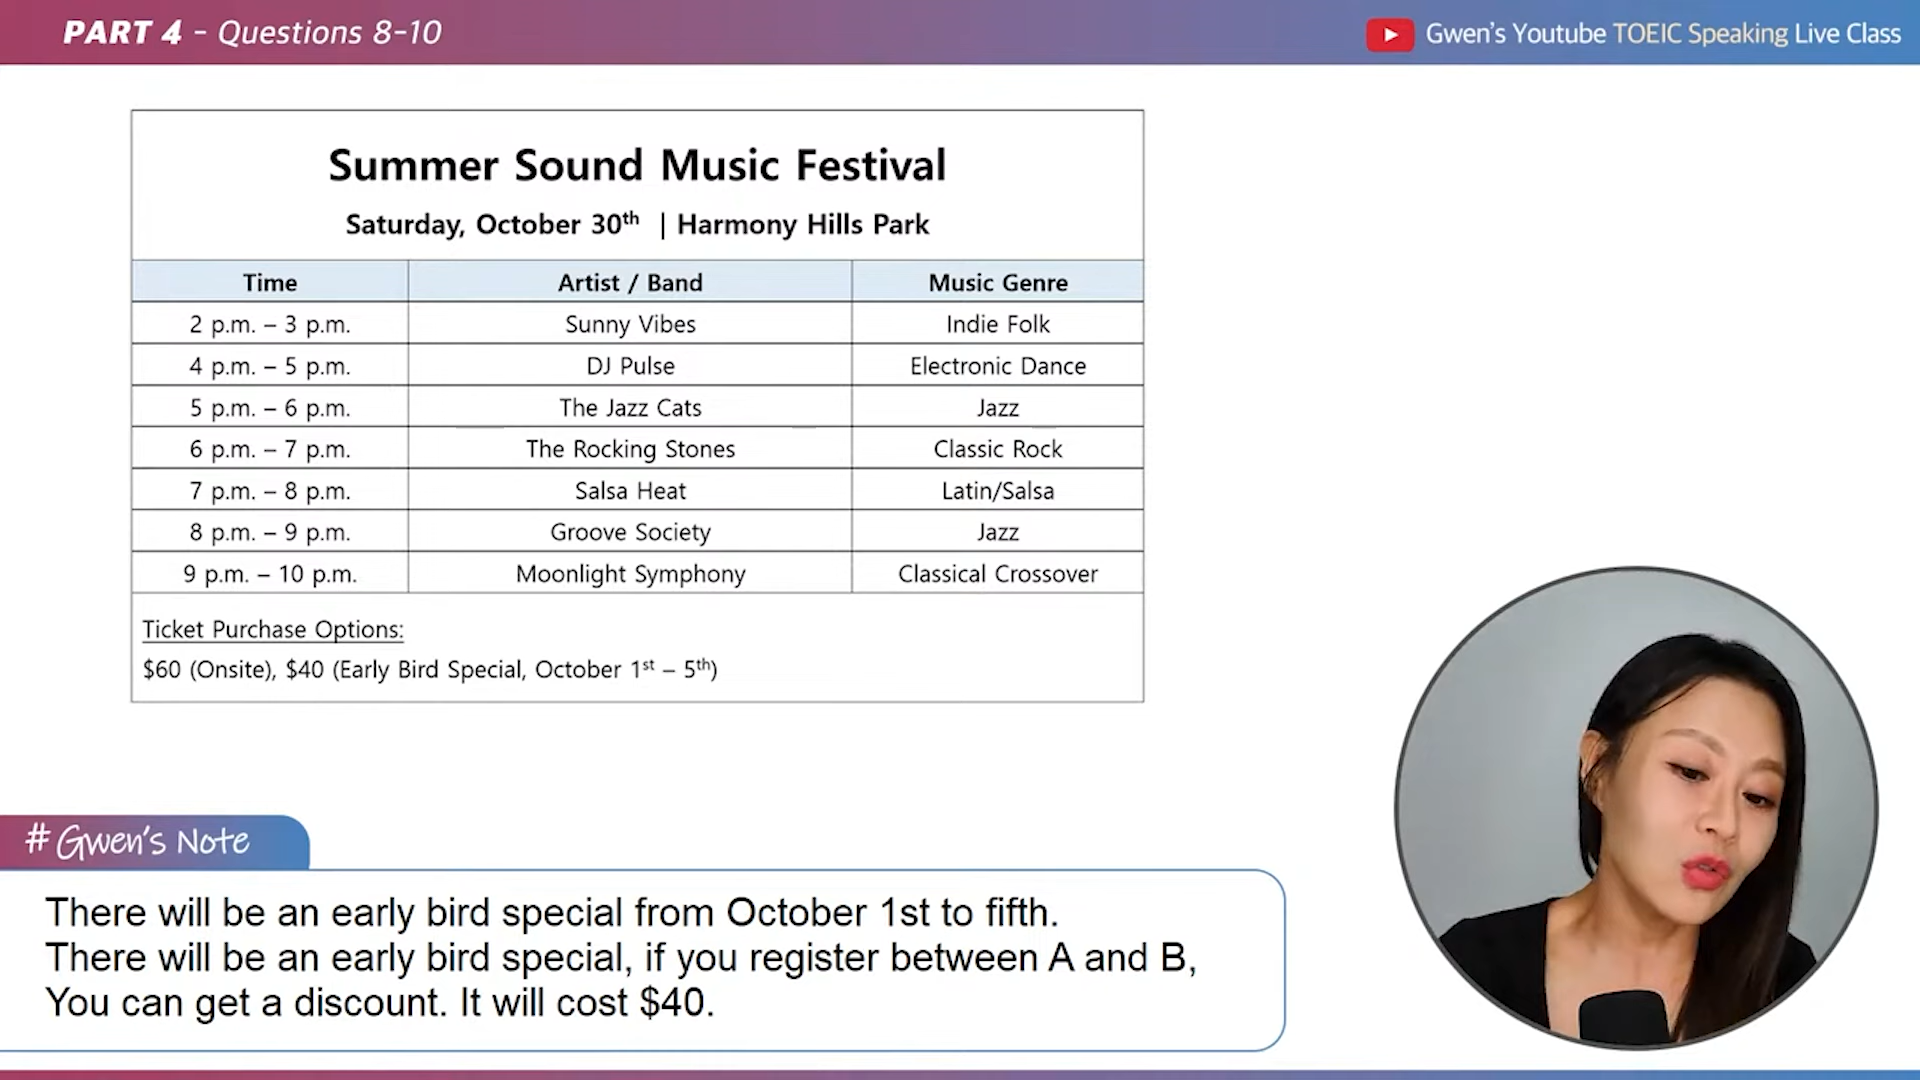 PART 4 - Questions 8-10
Gwen's Youtube TOEIC Speaking Live Class
Summer Sound Music Festival
Saturday, October 30th | Harmony Hills Park
Time Artist / Band Music Genre
2 p.m. – 3 p.m. Sunny Vibes Indie Folk
4 p.m. – 5 p.m. DJ Pulse Electronic Dance
5 p.m. – 6 p.m. The Jazz Cats Jazz
6 p.m. – 7 p.m. The Rocking Stones Classic Rock
7 p.m. – 8 p.m. Salsa Heat Latin/Salsa
8 p.m. – 9 p.m. Groove Society Jazz
9 p.m. – 10 p.m. Moonlight Symphony Classical Crossover
Ticket Purchase Options:
$60 (Onsite), $40 (Early Bird Special, October 1st – 5th)
# Gwen's Note
There will be an early bird special from October 1st to fifth.
There will be an early bird special, if you register between A and B,
You can get a discount. It will cost $40.